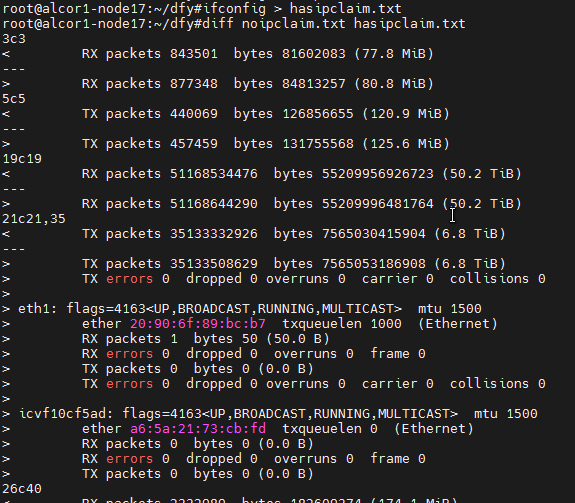 root@alcor1-node17:~/dfy#ifconfig > hasipclaim.txt
root@alcor1-node17:~/dfy#diff noipclaim.txt hasipclaim.txt
3c3
<         RX packets 843501  bytes 81602083 (77.8 MiB)
---
>         RX packets 877348  bytes 84813257 (80.8 MiB)
5c5
<         TX packets 440069  bytes 126856655 (120.9 MiB)
---
>         TX packets 457459  bytes 131755568 (125.6 MiB)
19c19
<         RX packets 51168534476  bytes 55209956926723 (50.2 TiB)
---
>         RX packets 51168644290  bytes 55209996481764 (50.2 TiB)
21c21,35
<         TX packets 35133332926  bytes 7565030415904 (6.8 TiB)
---
>         TX packets 35133508629  bytes 7565053186908 (6.8 TiB)
>         TX errors 0  dropped 0 overruns 0  carrier 0  collisions 0
>
> eth1: flags=4163<UP,BROADCAST,RUNNING,MULTICAST>  mtu 1500
>         ether 20:90:6f:89:bc:b7  txqueuelen 1000  (Ethernet)
>         RX packets 1  bytes 50 (50.0 B)
>         RX errors 0  dropped 0  overruns 0  frame 0
>         TX packets 0  bytes 0 (0.0 B)
>         TX errors 0  dropped 0 overruns 0  carrier 0  collisions 0
>
> icvf10cf5ad: flags=4163<UP,BROADCAST,RUNNING,MULTICAST>  mtu 1500
>         ether a6:5a:21:73:cb:fd  txqueuelen 0  (Ethernet)
>         RX packets 0  bytes 0 (0.0 B)
>         RX errors 0  dropped 0  overruns 0  frame 0
>         TX packets 0  bytes 0 (0.0 B)
26c40